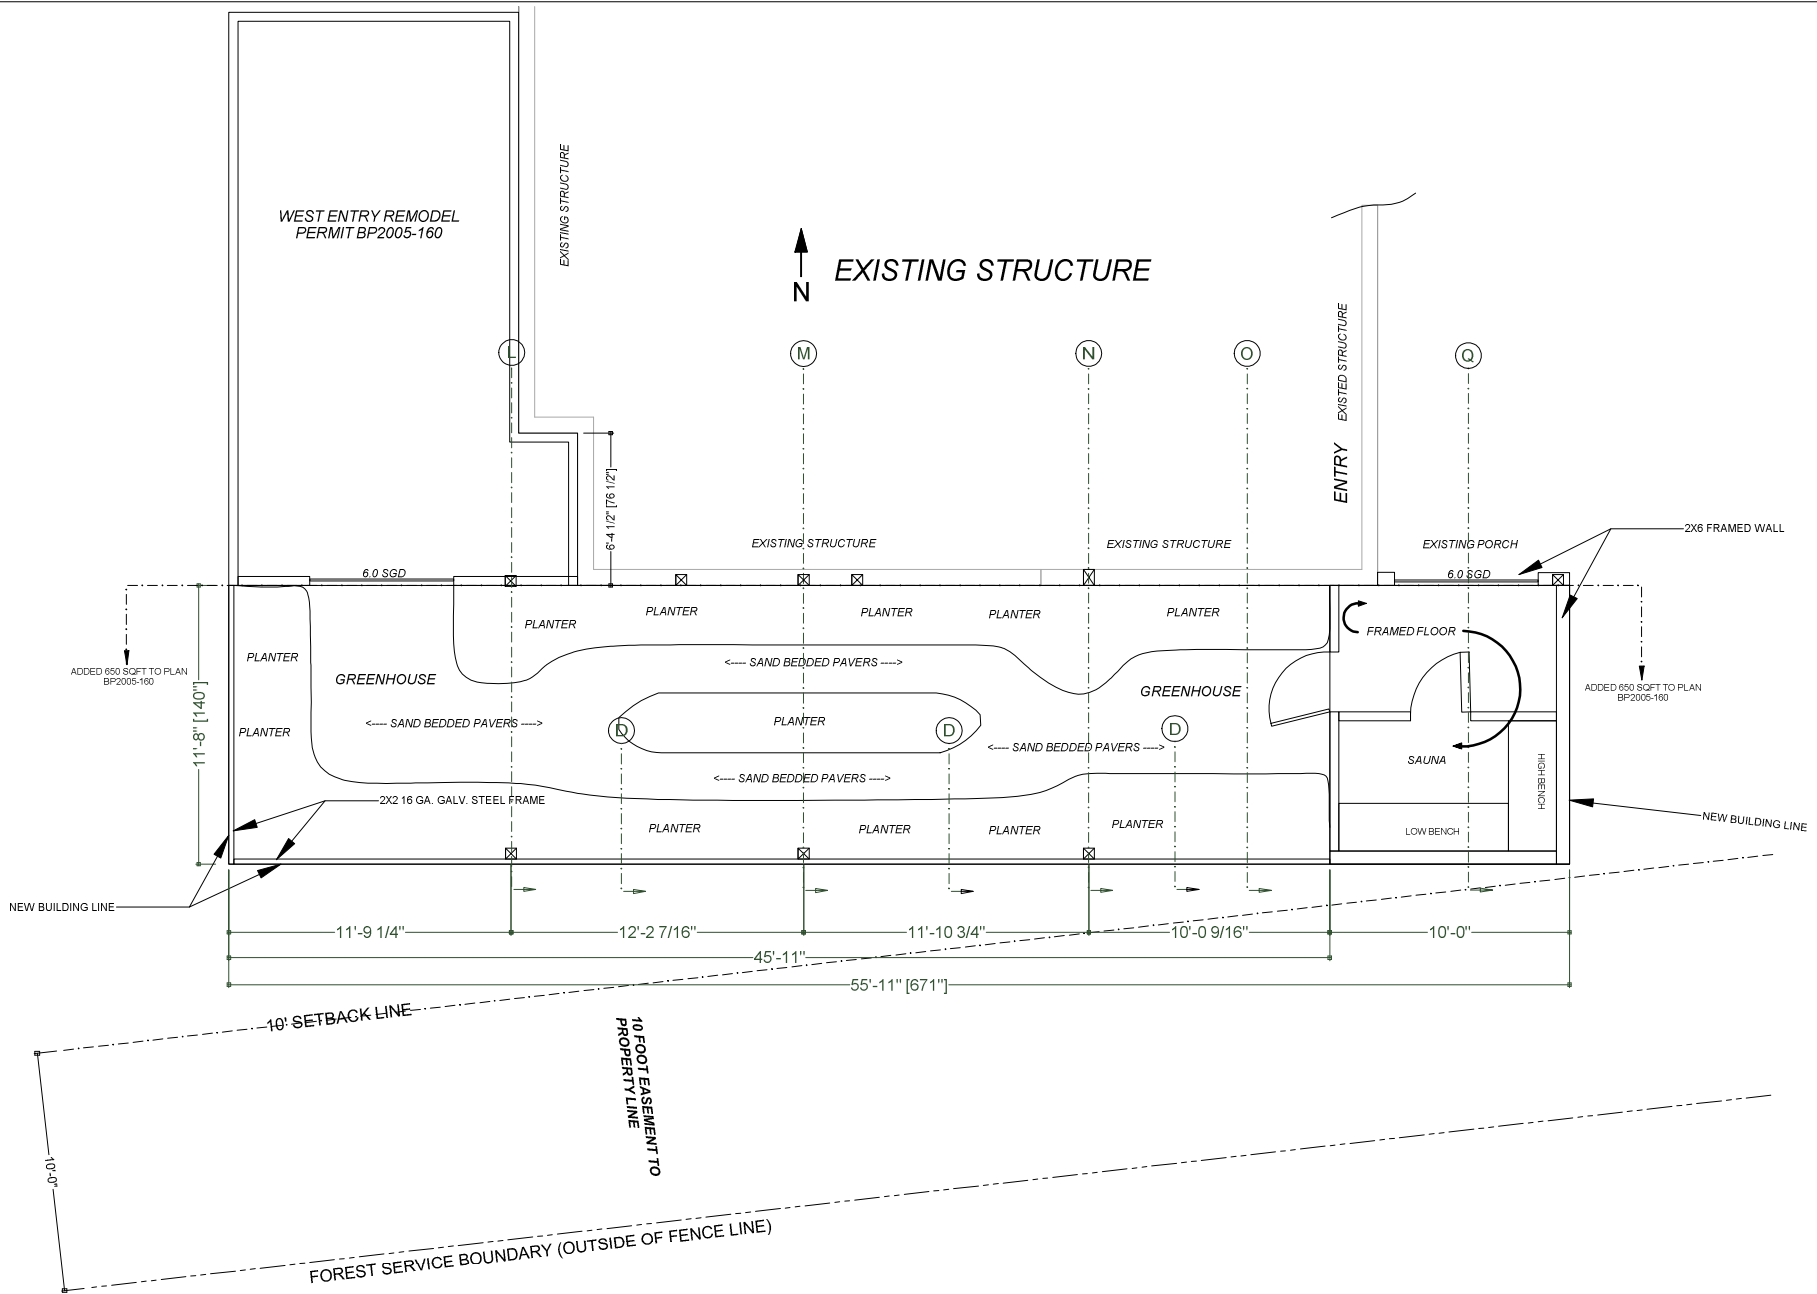 WEST ENTRY REMODEL
PERMIT BP2005-160
EXISTING STRUCTURE
N
EXISTING STRUCTURE
EXISTED STRUCTURE
ENTRY
L
M
N
O
Q
6'-4 1/2" [76 1/2"]
EXISTING STRUCTURE
EXISTING STRUCTURE
EXISTING PORCH
2X6 FRAMED WALL
6.0 SGD
6.0 SGD
PLANTER
PLANTER
PLANTER
PLANTER
PLANTER
FRAMED FLOOR
PLANTER
<---- SAND BEDDED PAVERS ---->
ADDED 650 SQFT TO PLAN
BP2005-160
GREENHOUSE
GREENHOUSE
ADDED 650 SQFT TO PLAN
BP2005-160
11'-8" [140"]
PLANTER
<---- SAND BEDDED PAVERS ---->
D
PLANTER
D
D
<---- SAND BEDDED PAVERS ---->
SAUNA
HIGH BENCH
<---- SAND BEDDED PAVERS ---->
2X2 16 GA. GALV. STEEL FRAME
PLANTER
PLANTER
PLANTER
PLANTER
LOW BENCH
NEW BUILDING LINE
NEW BUILDING LINE
11'-9 1/4"
12'-2 7/16"
11'-10 3/4"
10'-0 9/16"
10'-0"
45'-11"
55'-11" [671"]
10' SETBACK LINE
10 FOOT EASEMENT TO
PROPERTY LINE
10'-0"
FOREST SERVICE BOUNDARY (OUTSIDE OF FENCE LINE)